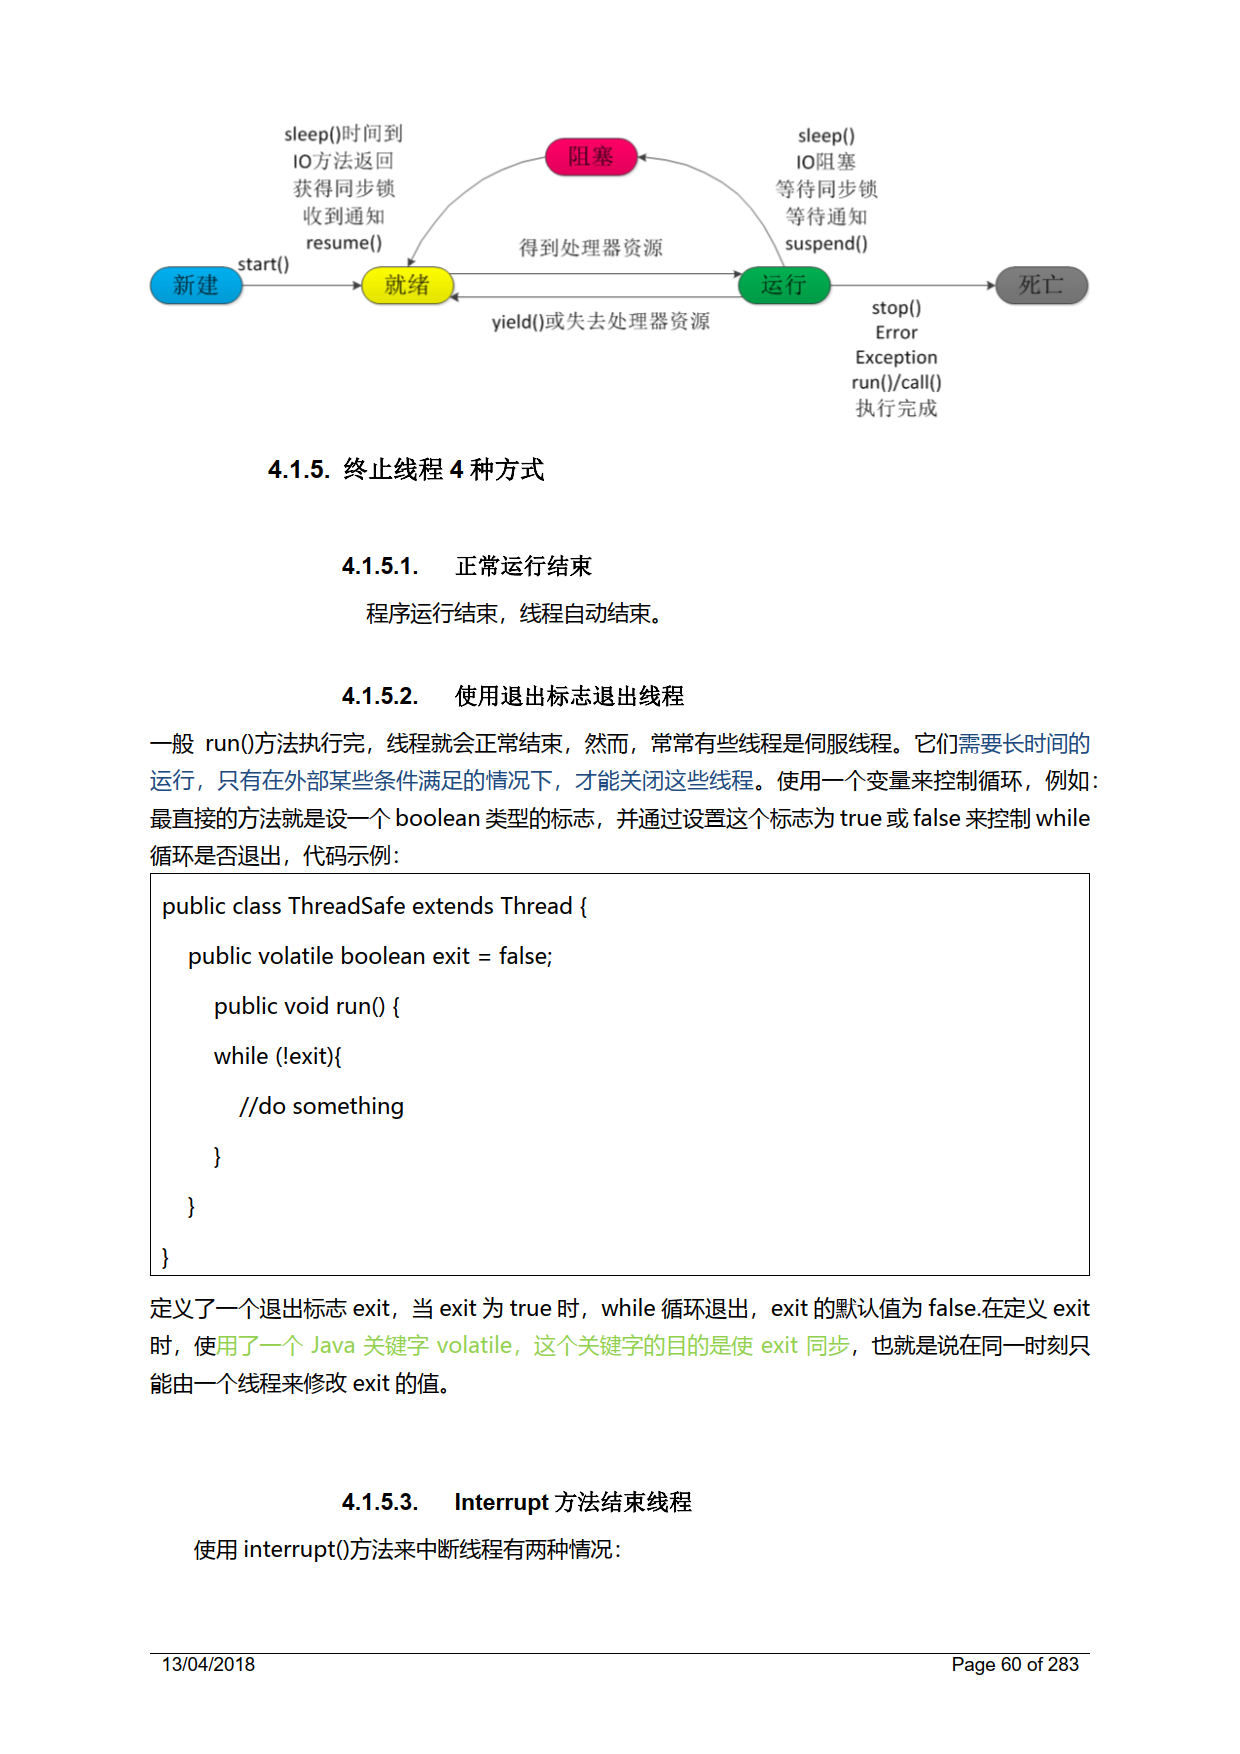 sleep()时间到
IO方法返回
获得同步锁
收到通知
resume()
阻塞
sleep()
IO阻塞
等待同步锁
等待通知
suspend()
得到处理器资源
start()
新建
就绪
运行
死亡
yield()或失去处理器资源
stop()
Error
Exception
run()/call()
执行完成
4.1.5. 终止线程 4 种方式
4.1.5.1. 正常运行结束
程序运行结束，线程自动结束。
4.1.5.2. 使用退出标志退出线程
一般 run()方法执行完，线程就会正常结束，然而，常常有些线程是伺服线程。它们需要长时间的
运行，只有在外部某些条件满足的情况下，才能关闭这些线程。使用一个变量来控制循环，例如：
最直接的方法就是设一个 boolean 类型的标志，并通过设置这个标志为 true 或 false 来控制 while
循环是否退出，代码示例：
public class ThreadSafe extends Thread {
public volatile boolean exit = false;
public void run() {
while (!exit){
//do something
}
}
}
定义了一个退出标志 exit，当 exit 为 true 时，while 循环退出，exit 的默认值为 false.在定义 exit
时，使用了一个 Java 关键字 volatile，这个关键字的目的是使 exit 同步，也就是说在同一时刻只
能由一个线程来修改 exit 的值。
4.1.5.3. Interrupt 方法结束线程
使用 interrupt()方法来中断线程有两种情况：
13/04/2018
Page 60 of 283